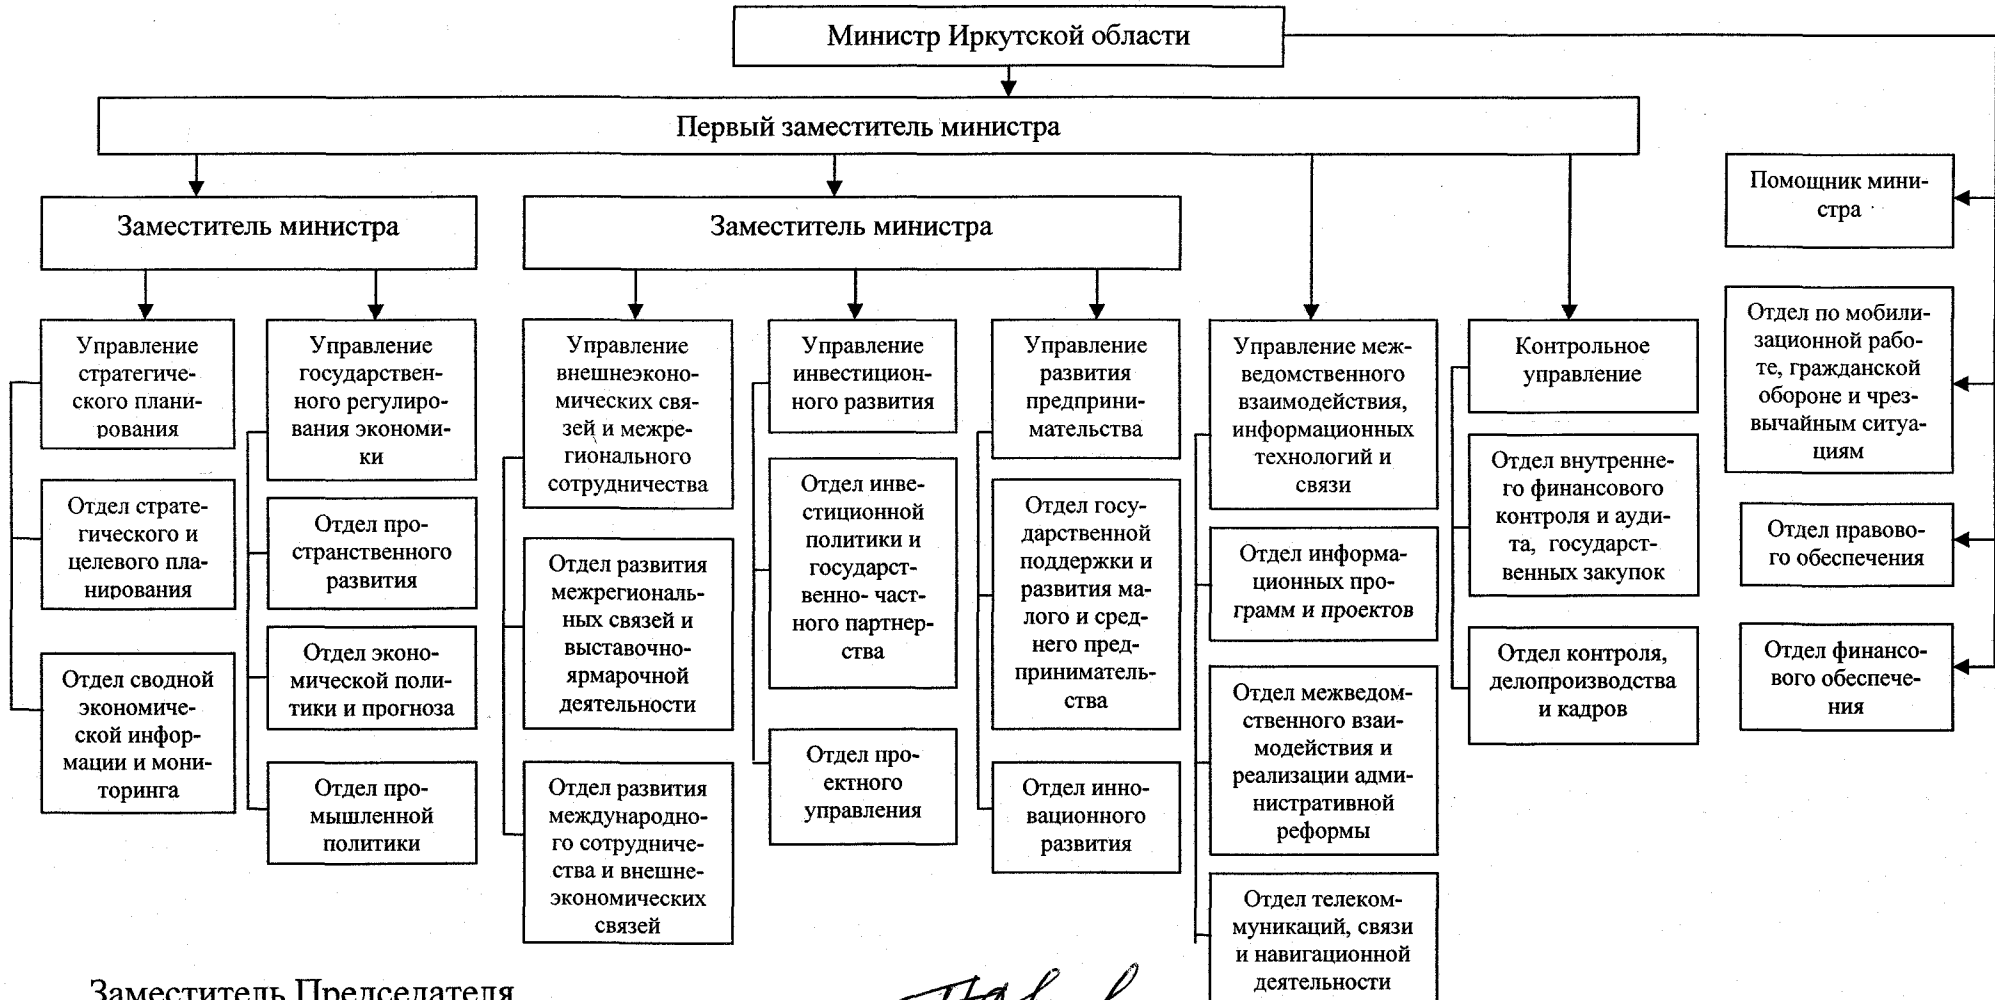 Министр Иркутской области
Первый заместитель министра
Заместитель министра
Заместитель министра
Помощник мини-
стра
Управление
стратегиче-
ского плани-
рования
Отдел страте-
гического и
целевого пла-
нирования
Отдел сводной
экономиче-
ской инфор-
мации и мони-
торинга
Управление
государствен-
ного регулиро-
вания экономи-
ки
Отдел про-
странственного
развития
Отдел эконо-
мической поли-
тики и прогноза
Отдел про-
мышленной
политики
Управление
внешнеэконо-
мических свя-
зей и межре-
гионального
сотрудничества
Отдел развития
межрегиональ-
ных связей и
выставочно-
ярмарочной
деятельности
Отдел развития
международно-
го сотрудниче-
ства и внешне-
экономических
связей
Управление
инвестицион-
ного развития
Отдел инве-
стиционной
политики и
государст-
венно- част-
ного партнер-
ства
Отдел про-
ектного
управления
Управление
развития
предприни-
мательства
Отдел госу-
дарственной
поддержки и
развития ма-
лого и сред-
него пред-
приниматель-
ства
Отдел инно-
вационного
развития
Управление меж-
ведомственного
взаимодействия,
информационных
технологий и
связи
Отдел информа-
ционных про-
грамм и проектов
Отдел межведом-
ственного взаи-
модействия и
реализации адми-
нистративной
реформы
Отдел телеком-
муникаций, связи
и навигационной
деятельности
Контрольное
управление
Отдел внутренне-
го финансового
контроля и ауди-
та, государст-
венных закупок
Отдел контроля,
делопроизводства
и кадров
Отдел по мобили-
зационной рабо-
те, гражданской
обороне и чрез-
вычайным ситуа-
циям
Отдел правово-
го обеспечения
Отдел финансо-
вого обеспече-
ния
Заместитель Председателя